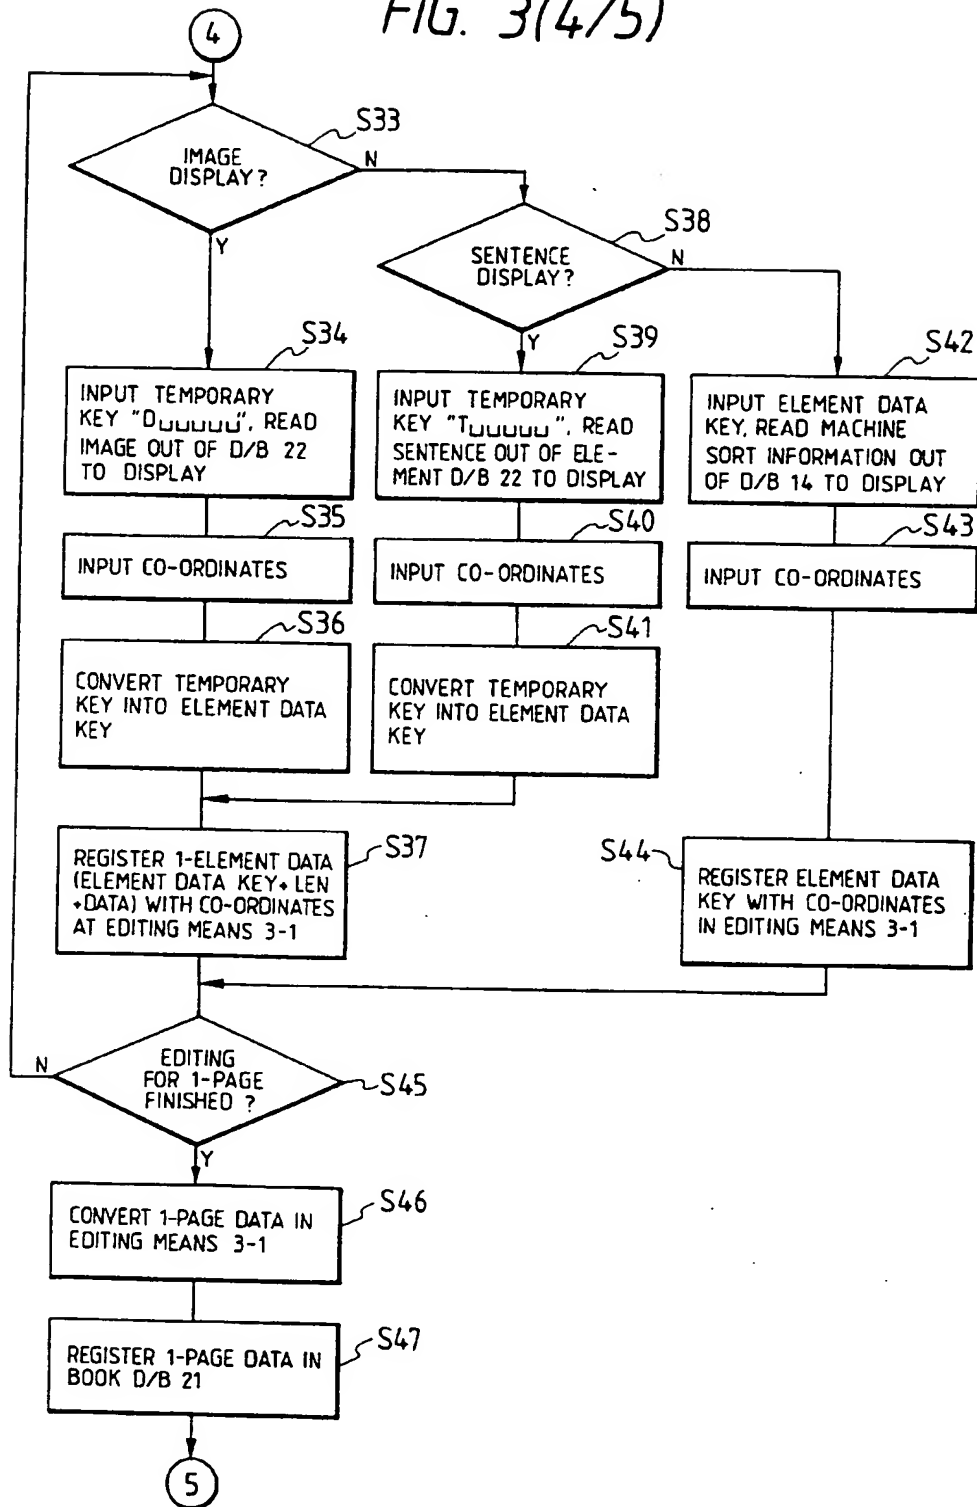 FIG. 3(4/5)
4
S33
IMAGE
DISPLAY?
N
Y
S38
SENTENCE
DISPLAY?
N
Y
S34
INPUT TEMPORARY
KEY "D␣␣␣␣␣", READ
IMAGE OUT OF D/B 22
TO DISPLAY
S39
INPUT TEMPORARY
KEY "T␣␣␣␣␣", READ
SENTENCE OUT OF ELE-
MENT D/B 22 TO DISPLAY
S42
INPUT ELEMENT DATA
KEY, READ MACHINE
SORT INFORMATION OUT
OF D/B 14 TO DISPLAY
S35
INPUT CO-ORDINATES
S40
INPUT CO-ORDINATES
S43
INPUT CO-ORDINATES
S36
CONVERT TEMPORARY
KEY INTO ELEMENT DATA
KEY
S41
CONVERT TEMPORARY
KEY INTO ELEMENT DATA
KEY
S37
REGISTER 1-ELEMENT DATA
(ELEMENT DATA KEY+LEN
+DATA) WITH CO-ORDINATES
AT EDITING MEANS 3-1
S44
REGISTER ELEMENT DATA
KEY WITH CO-ORDINATES
IN EDITING MEANS 3-1
N
EDITING
FOR 1-PAGE
FINISHED ?
S45
Y
S46
CONVERT 1-PAGE DATA IN
EDITING MEANS 3-1
S47
REGISTER 1-PAGE DATA IN
BOOK D/B 21
5